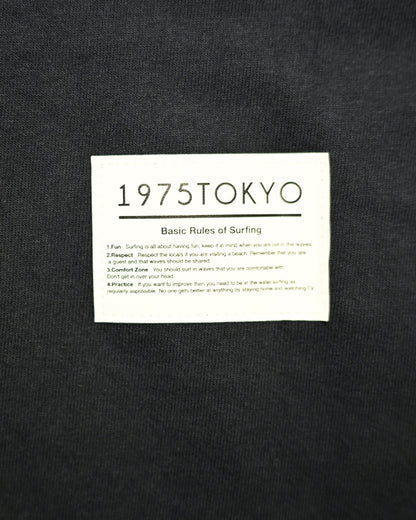 1975TOKYO
Basic Rules of Surfing
1.Fun Surfing is all about having fun; keep it in mind when you are out in the waves.
2.Respect Respect the locals if you are visiting a beach. Remember that you are
a guest and that waves should be shared.
3.Comfort Zone You should surf in waves that you are comfortable with.
Don't get in over your head.
4.Practice If you want to improve then you need to be in the water surfing as
regularly aspossible. No one gets better at anything by staying home and watching TV.